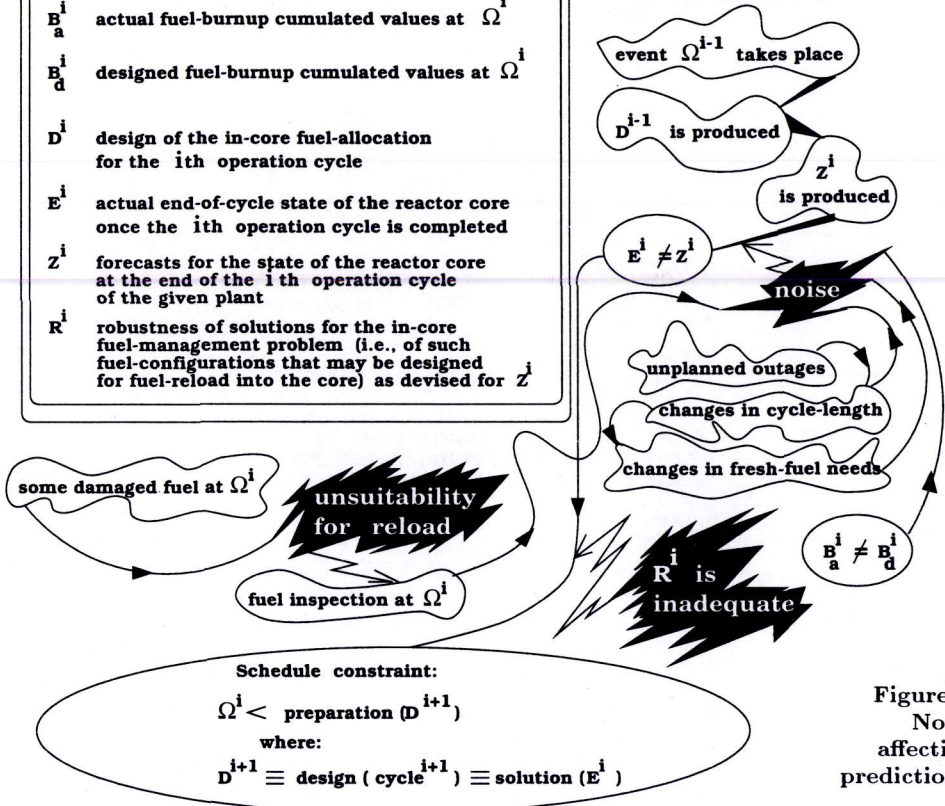 B^i_a actual fuel-burnup cumulated values at Ω^i
B^i_d designed fuel-burnup cumulated values at Ω^i
D^i design of the in-core fuel-allocation
for the ith operation cycle
E^i actual end-of-cycle state of the reactor core
once the ith operation cycle is completed
Z^i forecasts for the state of the reactor core
at the end of the ith operation cycle
of the given plant
R^i robustness of solutions for the in-core
fuel-management problem (i.e., of such
fuel-configurations that may be designed
for fuel-reload into the core) as devised for Z^i
event Ω^i-1 takes place
D^i-1 is produced
Z^i
is produced
E^i ≠ Z^i
noise
unplanned outages
changes in cycle-length
changes in fresh-fuel needs
some damaged fuel at Ω^i
unsuitability
for reload
fuel inspection at Ω^i
R^i is
inadequate
B^i_a ≠ B^i_d
Schedule constraint:
Ω^i < preparation (D^i+1)
where:
D^i+1 ≡ design ( cycle^i+1) ≡ solution (E^i )
Figure
No
affecti
prediction